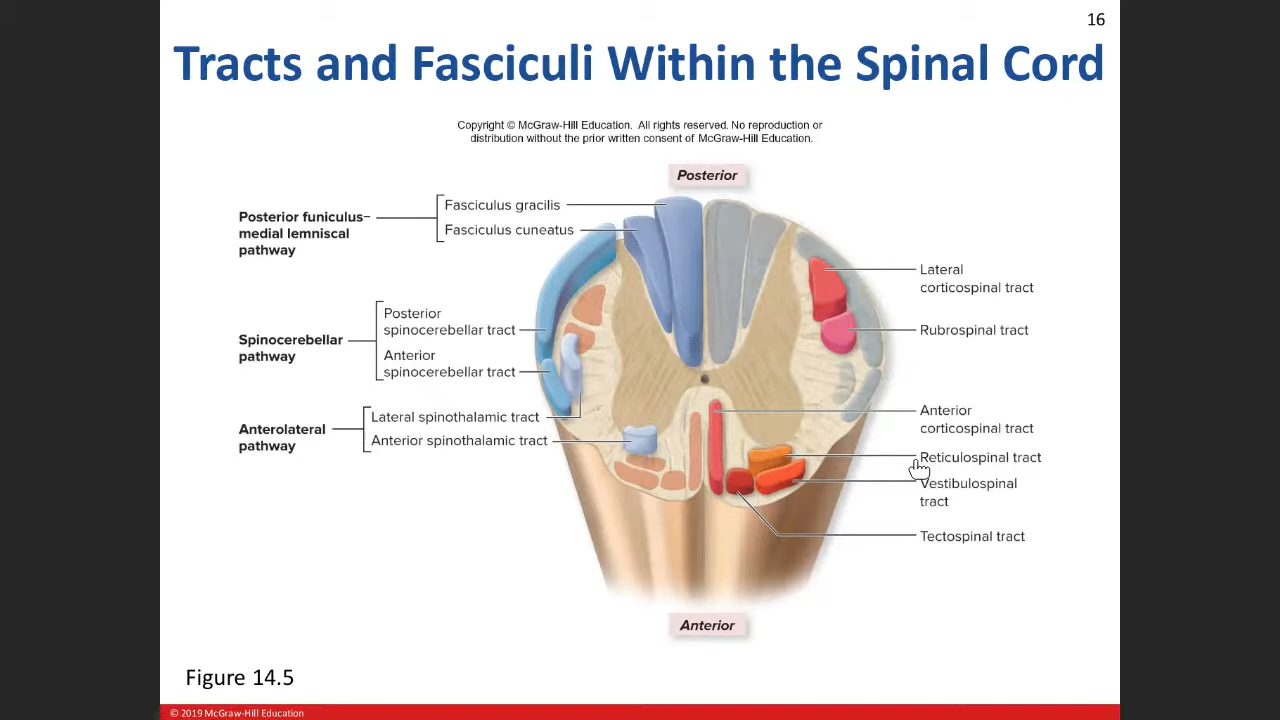 16
Tracts and Fasciculi Within the Spinal Cord
Copyright © McGraw-Hill Education. All rights reserved. No reproduction or
distribution without the prior written consent of McGraw-Hill Education.
Posterior
Posterior funiculus–
medial lemniscal
pathway
Fasciculus gracilis
Fasciculus cuneatus
Spinocerebellar
pathway
Posterior
spinocerebellar tract
Anterior
spinocerebellar tract
Anterolateral
pathway
Lateral spinothalamic tract
Anterior spinothalamic tract
Lateral
corticospinal tract
Rubrospinal tract
Anterior
corticospinal tract
Reticulospinal tract
Vestibulospinal
tract
Tectospinal tract
Anterior
Figure 14.5
© 2019 McGraw-Hill Education